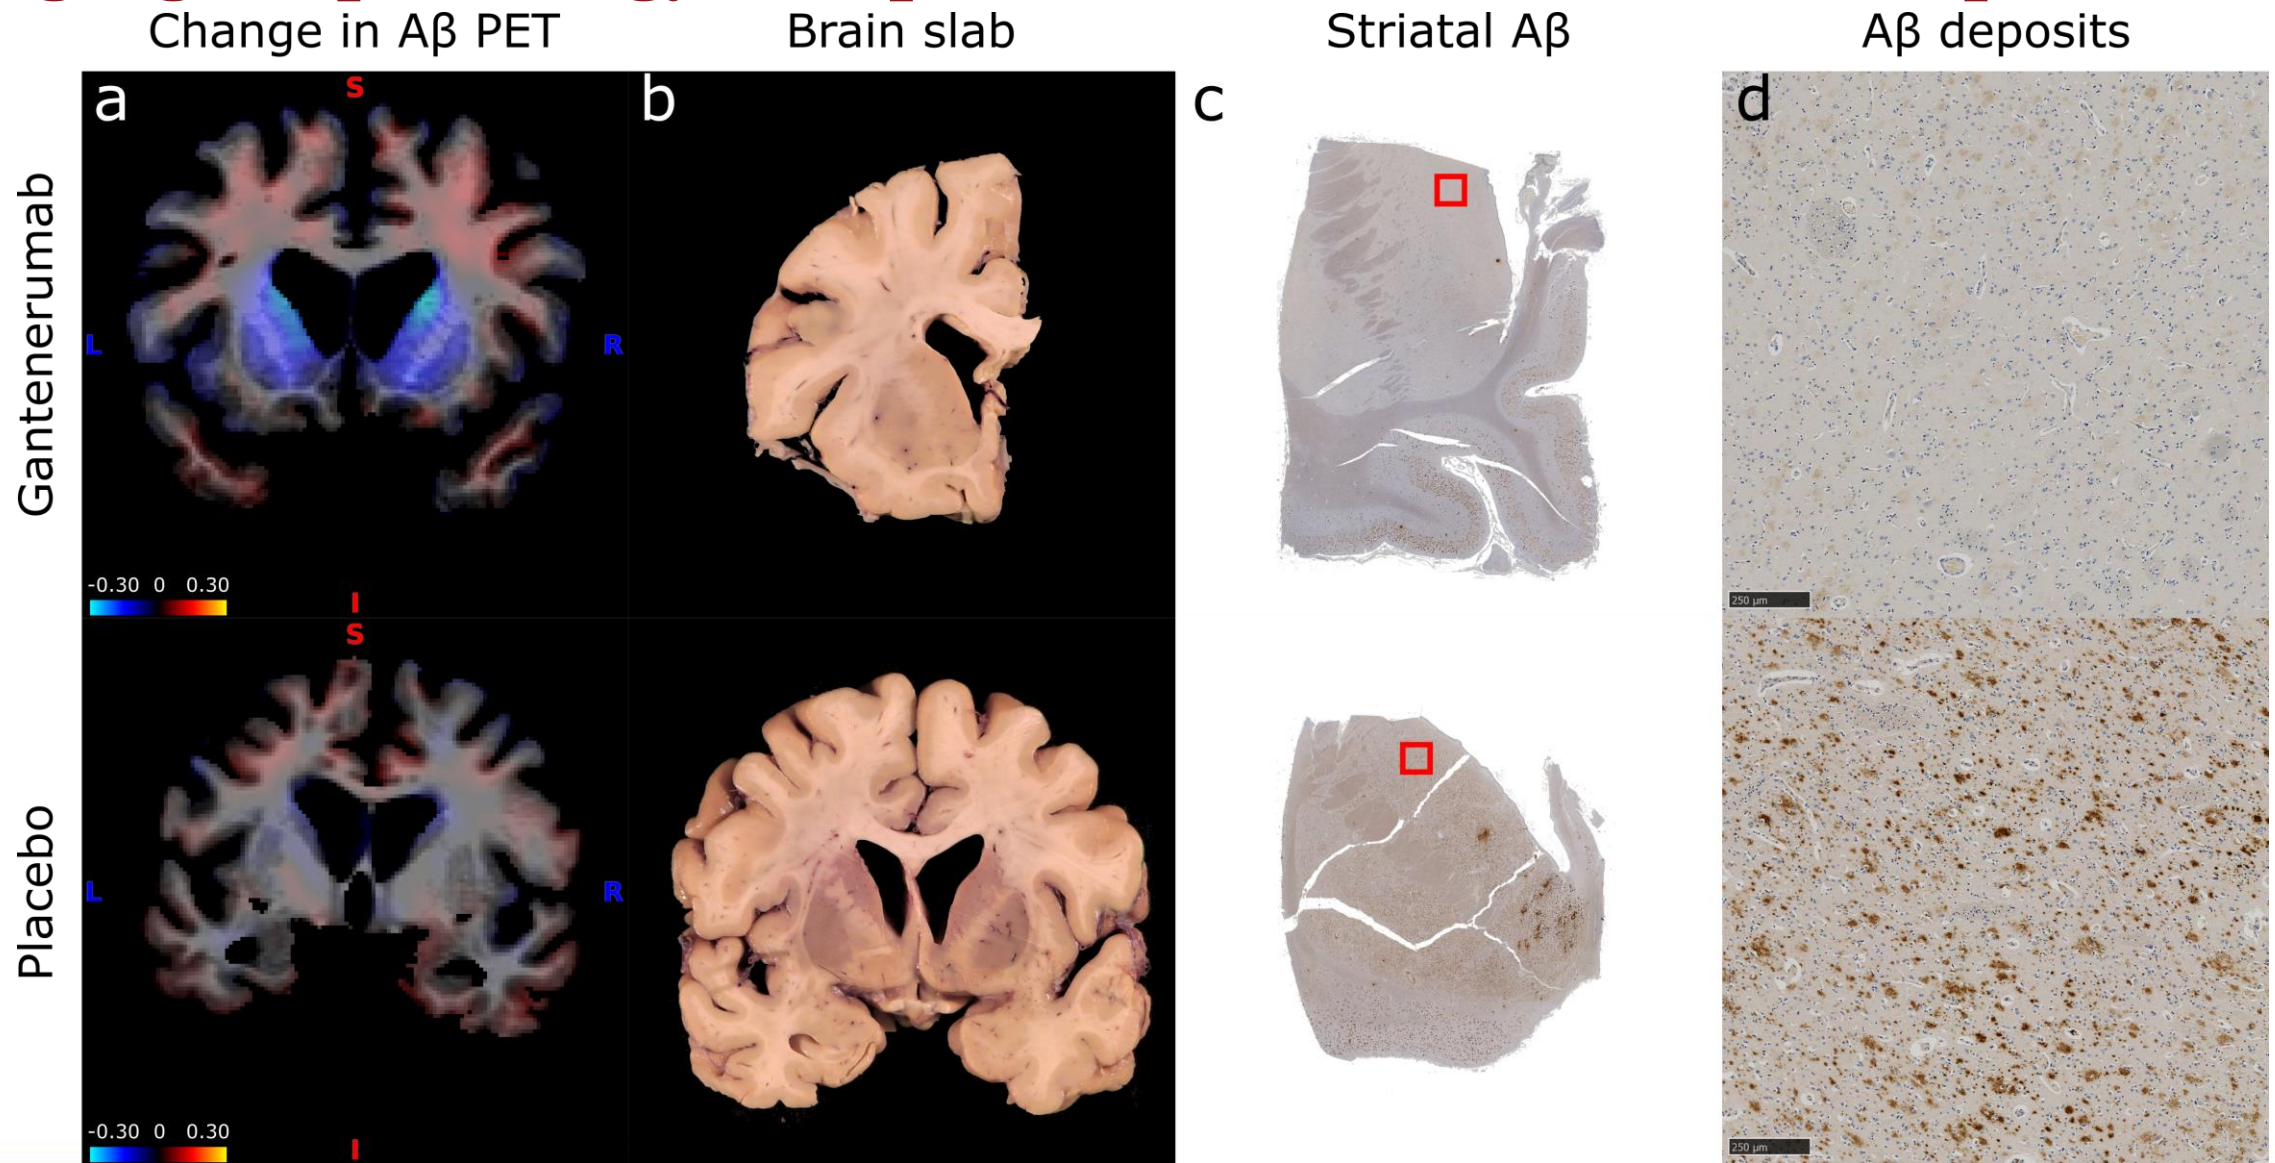 Change in Aβ PET
Brain slab
Striatal Aβ
Aβ deposits
Gantenerumab
a
S
L
R
I
-0.30 0 0.30
b
c
d
250 µm
Placebo
S
L
R
I
-0.30 0 0.30
250 µm